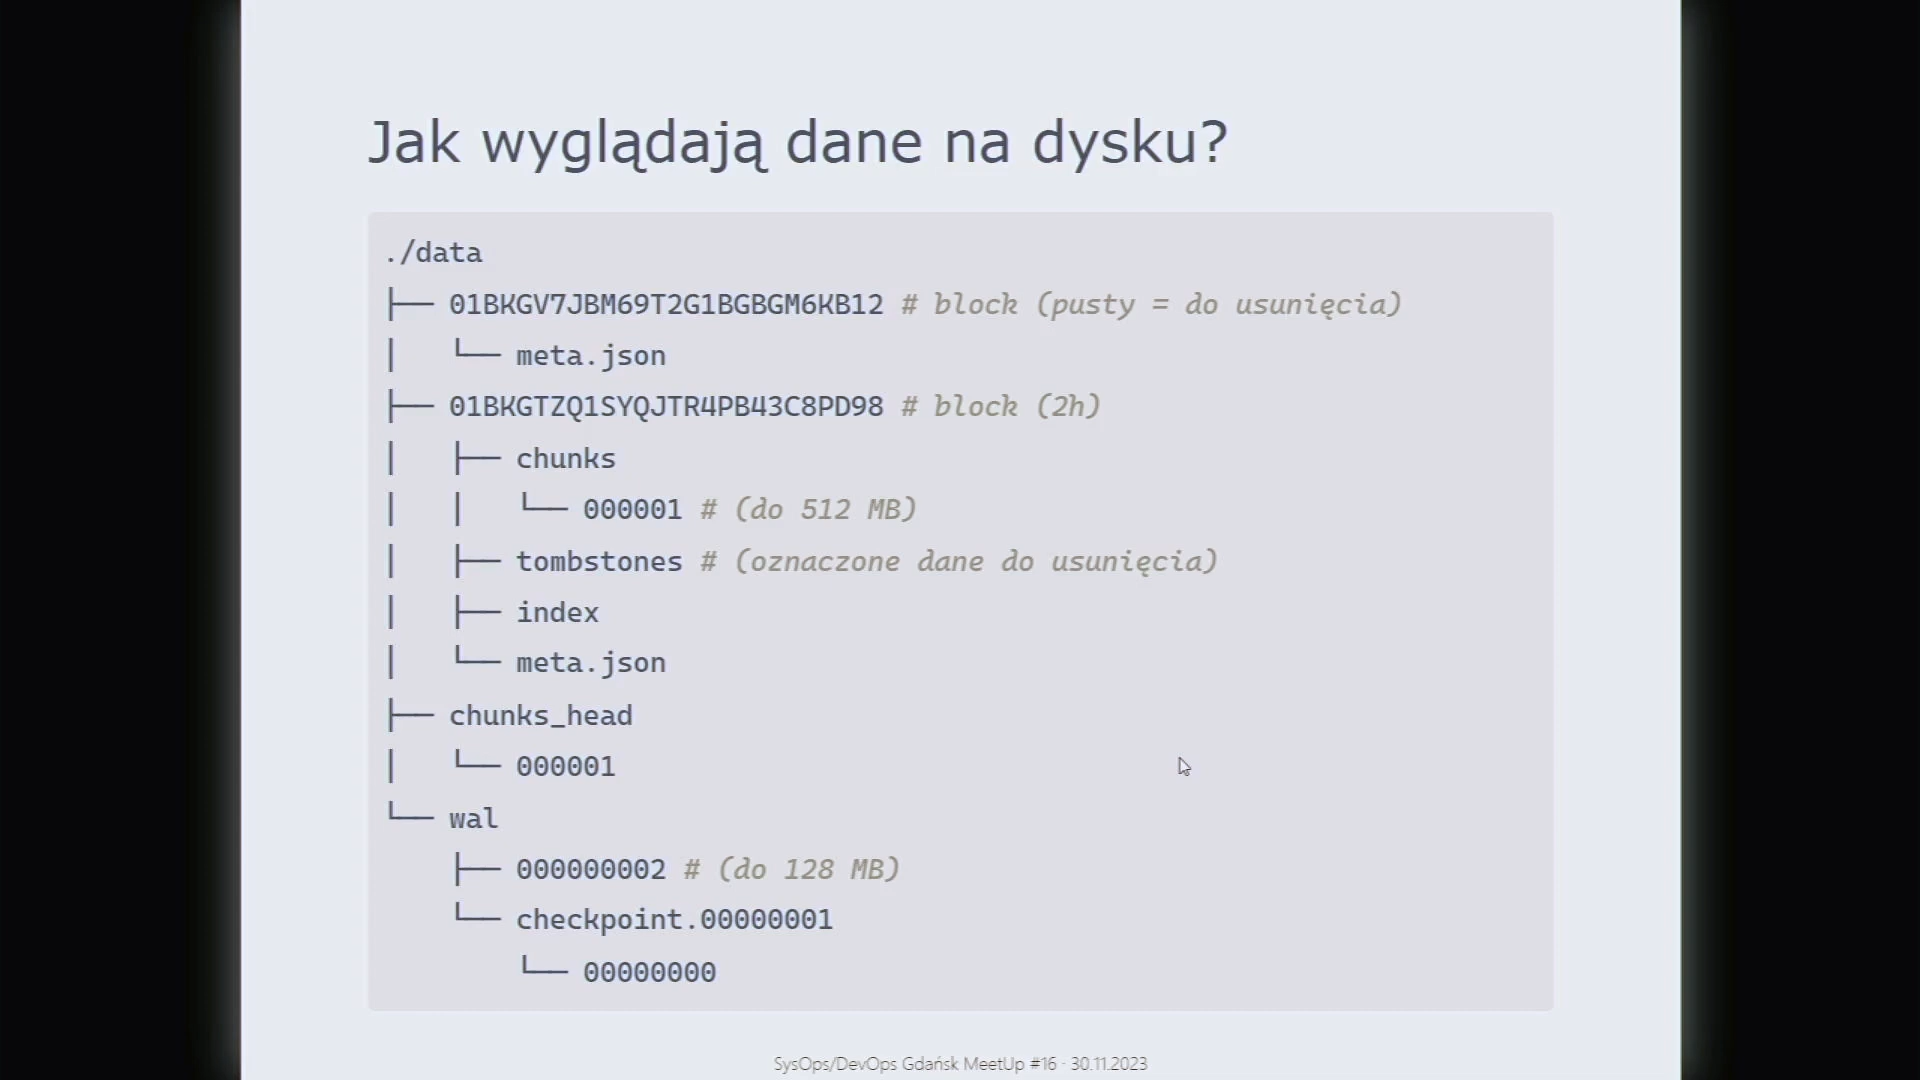 Jak wyglądają dane na dysku?
./data
├── 01BKGV7JBM69T2G1BGBGM6KB12 # block (pusty = do usunięcia)
│   └── meta.json
├── 01BKGTZQ1SYQJTR4PB43C8PD98 # block (2h)
│   ├── chunks
│   │   └── 000001 # (do 512 MB)
│   ├── tombstones # (oznaczone dane do usunięcia)
│   ├── index
│   └── meta.json
├── chunks_head
│   └── 000001
└── wal
    ├── 000000002 # (do 128 MB)
    └── checkpoint.00000001
        └── 00000000
SysOps/DevOps Gdańsk MeetUp #16 · 30.11.2023